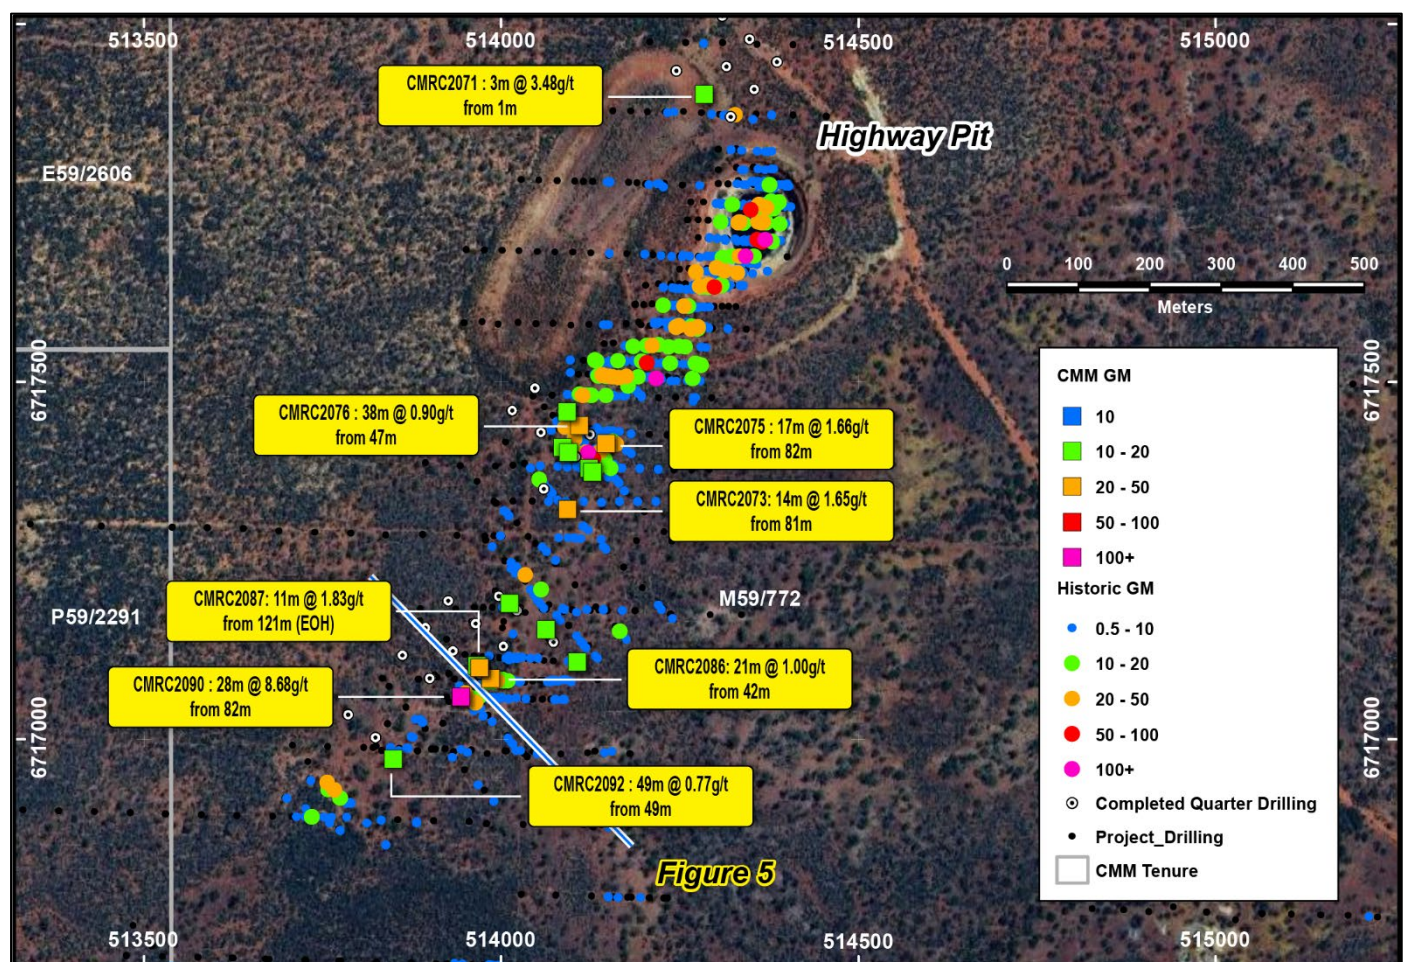 513500
514000
514500
515000
CMRC2071 : 3m @ 3.48g/t
from 1m
Highway Pit
E59/2606
0 100 200 300 400 500
Meters
6717500
6717500
CMM GM
10
10 - 20
20 - 50
50 - 100
100+
Historic GM
0.5 - 10
10 - 20
20 - 50
50 - 100
100+
Completed Quarter Drilling
Project_Drilling
CMM Tenure
CMRC2076 : 38m @ 0.90g/t
from 47m
CMRC2075 : 17m @ 1.66g/t
from 82m
CMRC2073: 14m @ 1.65g/t
from 81m
CMRC2087: 11m @ 1.83g/t
from 121m (EOH)
P59/2291
M59/772
CMRC2086: 21m @ 1.00g/t
from 42m
CMRC2090 : 28m @ 8.68g/t
from 82m
6717000
6717000
CMRC2092 : 49m @ 0.77g/t
from 49m
Figure 5
513500
514000
514500
515000